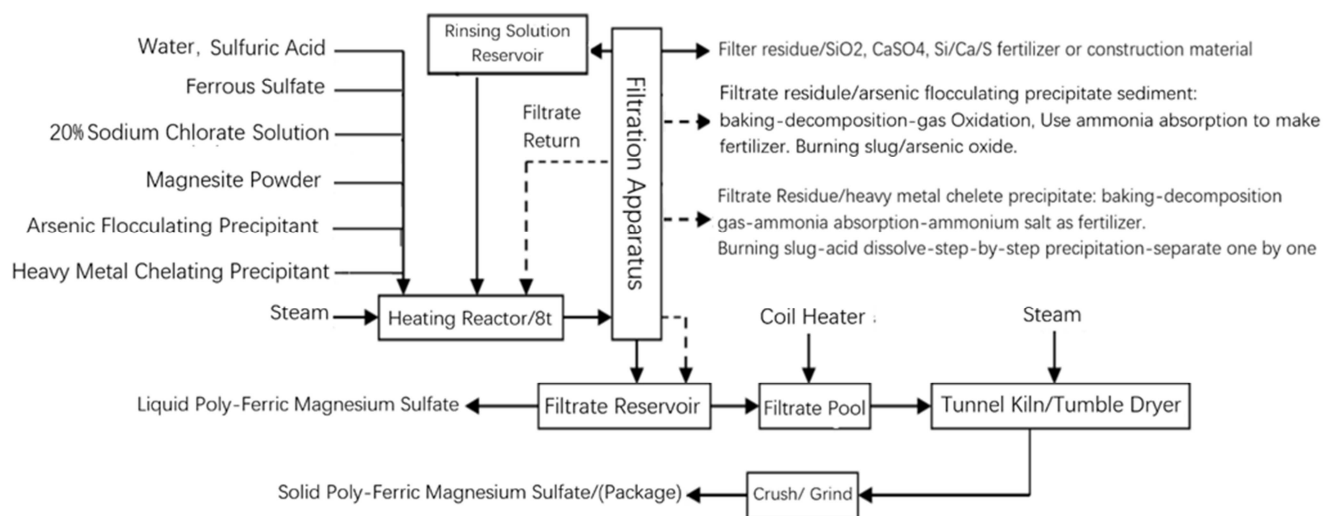 Water, Sulfuric Acid
Ferrous Sulfate
20% Sodium Chlorate Solution
Magnesite Powder
Arsenic Flocculating Precipitant
Heavy Metal Chelating Precipitant
Steam
Rinsing Solution
Reservoir
Filtrate
Return
Heating Reactor/8t
Filtration Apparatus
Filter residue/SiO2, CaSO4, Si/Ca/S fertilizer or construction material
Filtrate residule/arsenic flocculating precipitate sediment:
baking-decomposition-gas Oxidation, Use ammonia absorption to make
fertilizer. Burning slug/arsenic oxide.
Filtrate Residue/heavy metal chelete precipitate: baking-decomposition
gas-ammonia absorption-ammonium salt as fertilizer.
Burning slug-acid dissolve-step-by-step precipitation-separate one by one
Coil Heater
Steam
Liquid Poly-Ferric Magnesium Sulfate
Filtrate Reservoir
Filtrate Pool
Tunnel Kiln/Tumble Dryer
Solid Poly-Ferric Magnesium Sulfate/(Package)
Crush/ Grind